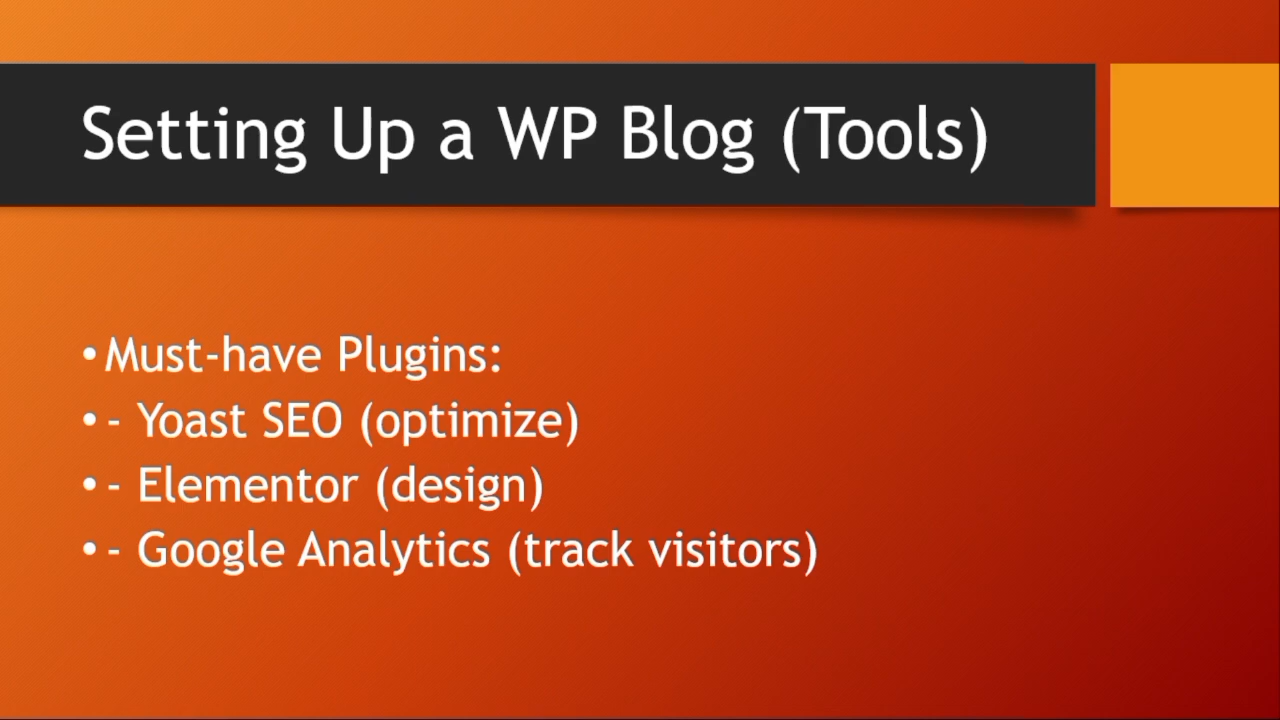 Setting Up a WP Blog (Tools)
• Must-have Plugins:
• - Yoast SEO (optimize)
• - Elementor (design)
• - Google Analytics (track visitors)